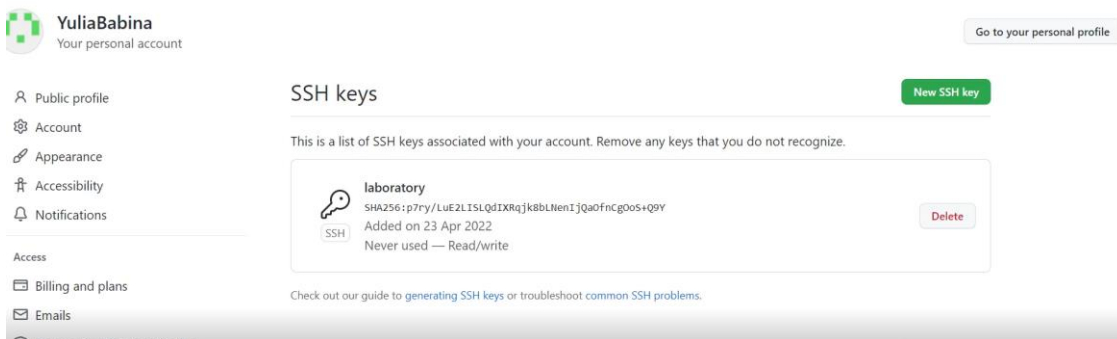 YuliaBabina
Your personal account
Go to your personal profile
Public profile
Account
Appearance
Accessibility
Notifications
Access
Billing and plans
Emails
SSH keys
New SSH key
This is a list of SSH keys associated with your account. Remove any keys that you do not recognize.
laboratory
SHA256:p7ry/LuE2LISLQdIXRqjk8bLNenIjQaOfnCgOoS+Q9Y
SSH
Added on 23 Apr 2022
Never used — Read/write
Delete
Check out our guide to generating SSH keys or troubleshoot common SSH problems.